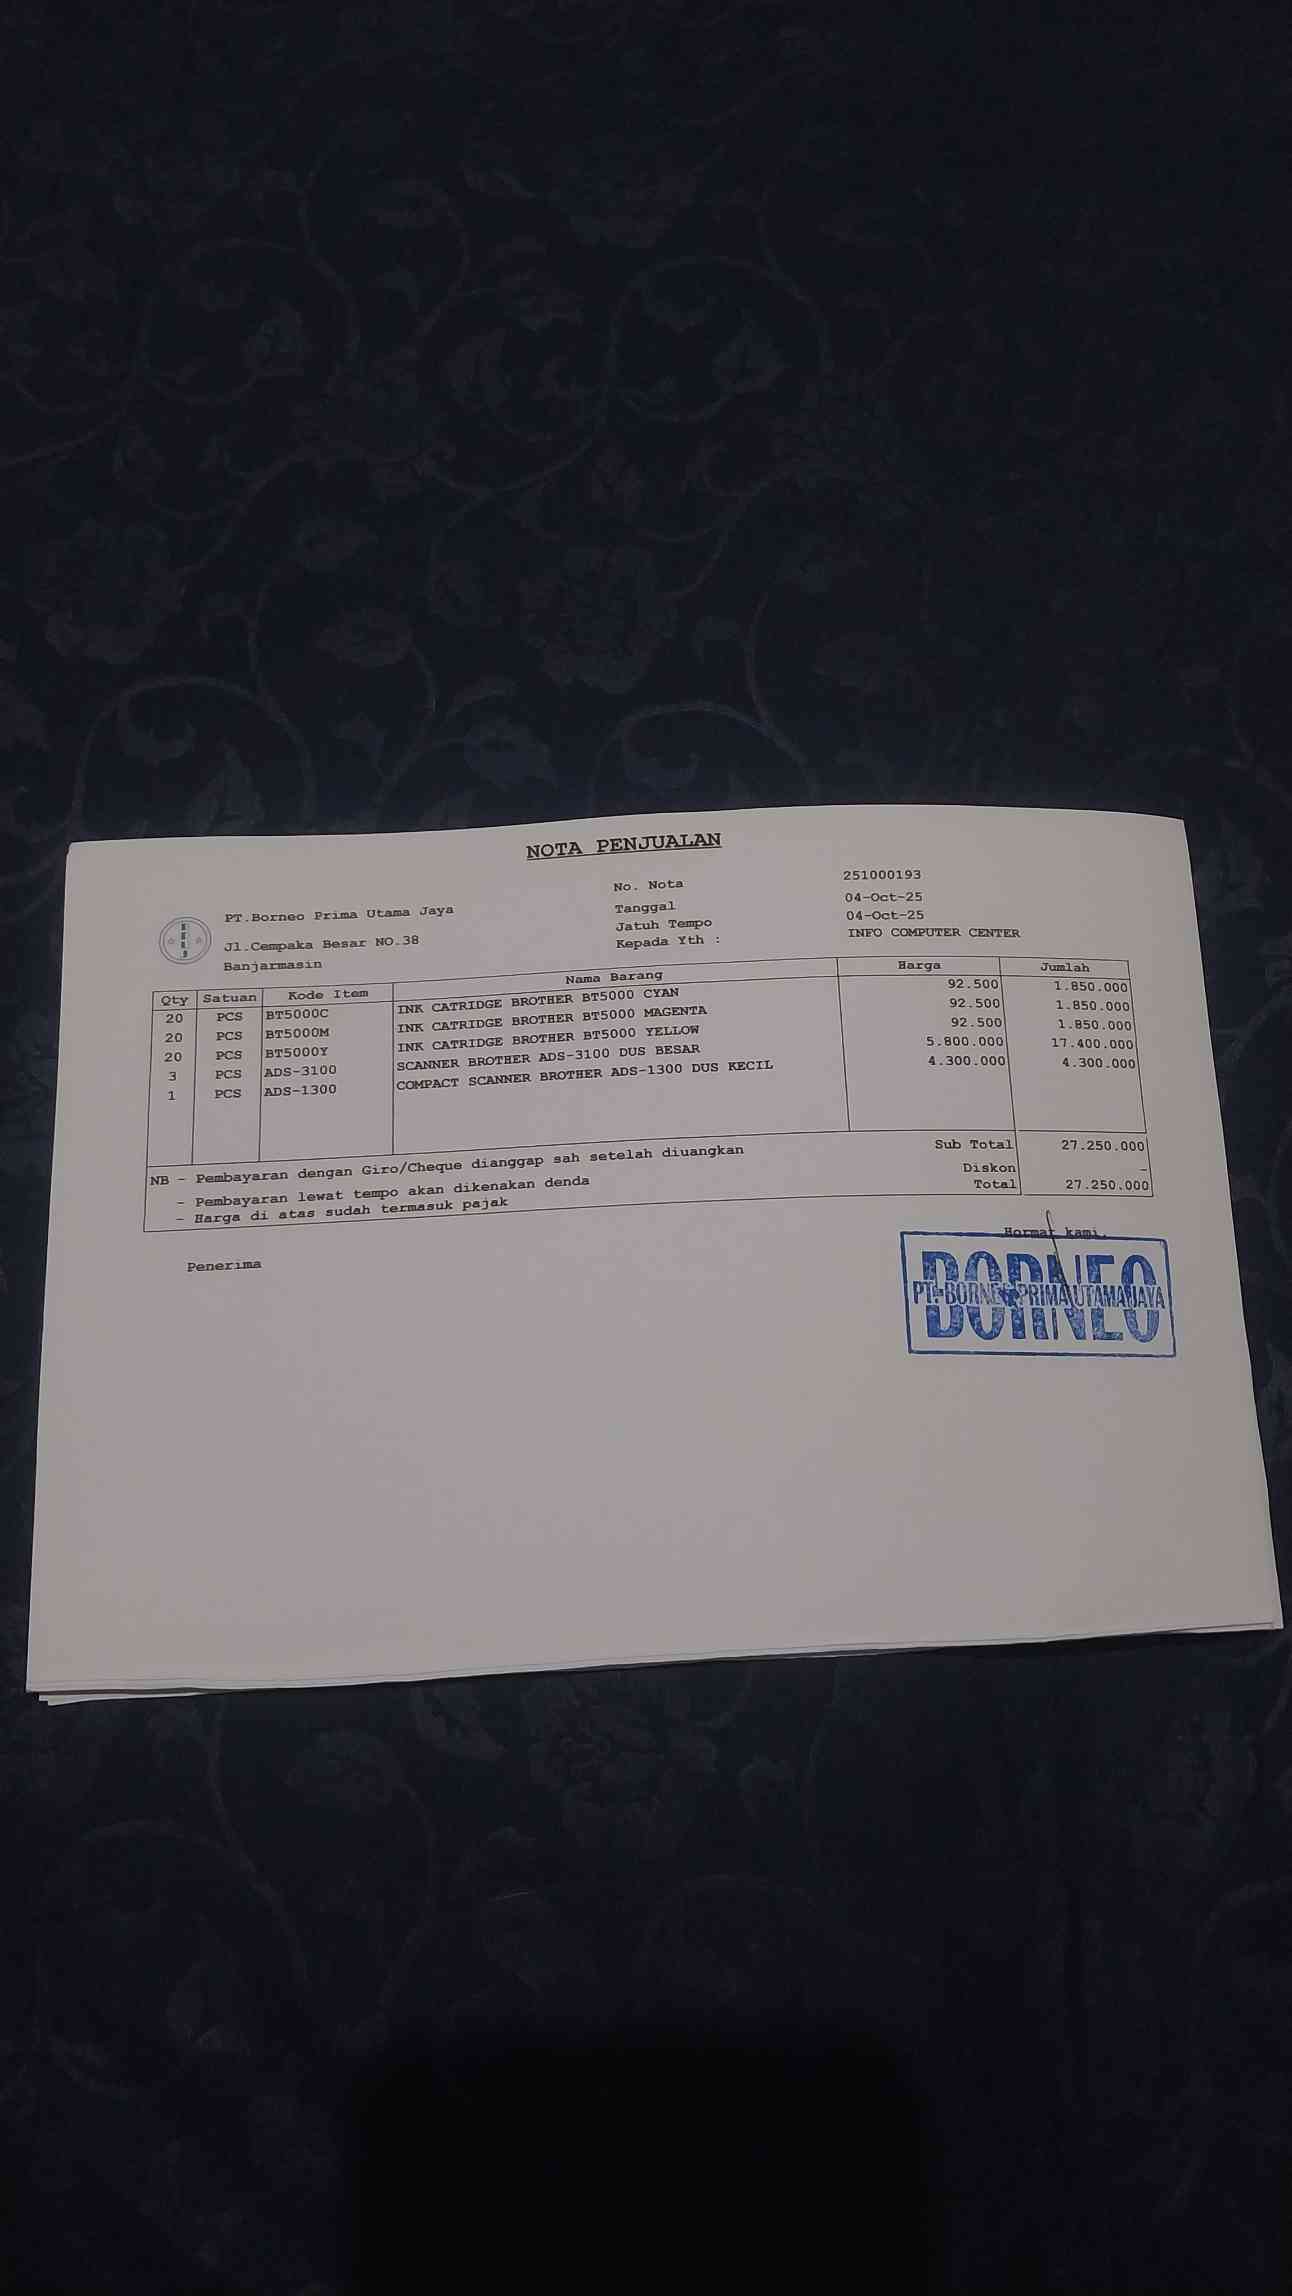 NOTA PENJUALAN
PT.Borneo Prima Utama Jaya
Jl.Cempaka Besar NO.38
Banjarmasin
No. Nota 251000193
Tanggal 04-Oct-25
Jatuh Tempo 04-Oct-25
Kepada Yth : INFO COMPUTER CENTER
Qty Satuan Kode Item Nama Barang Harga Jumlah
20 PCS BT5000C INK CATRIDGE BROTHER BT5000 CYAN 92.500 1.850.000
20 PCS BT5000M INK CATRIDGE BROTHER BT5000 MAGENTA 92.500 1.850.000
20 PCS BT5000Y INK CATRIDGE BROTHER BT5000 YELLOW 92.500 1.850.000
3 PCS ADS-3100 SCANNER BROTHER ADS-3100 DUS BESAR 5.800.000 17.400.000
1 PCS ADS-1300 COMPACT SCANNER BROTHER ADS-1300 DUS KECIL 4.300.000 4.300.000
NB - Pembayaran dengan Giro/Cheque dianggap sah setelah diuangkan Sub Total 27.250.000
- Pembayaran lewat tempo akan dikenakan denda Diskon -
- Harga di atas sudah termasuk pajak Total 27.250.000
Penerima
Hormat kami,
BORNEO
PT. BORNEO PRIMA UTAMA JAYA